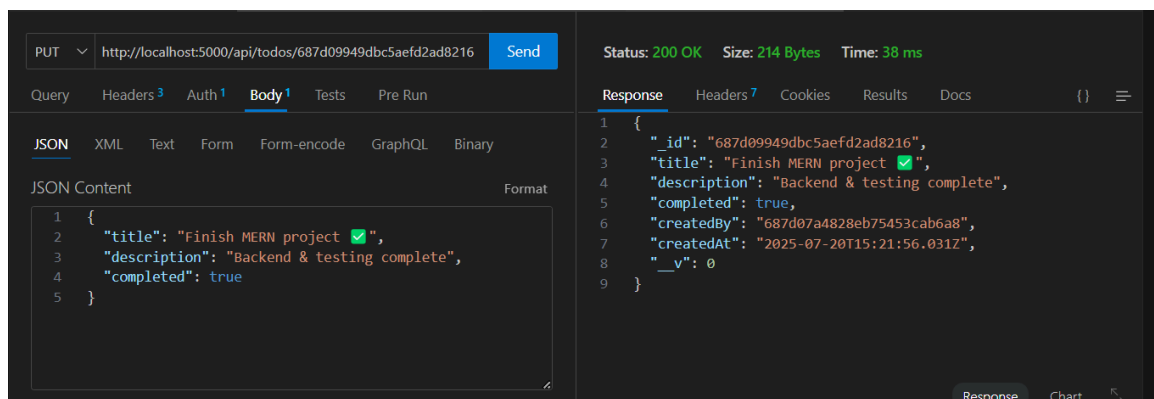 PUT http://localhost:5000/api/todos/687d09949dbc5aefd2ad8216 Send
Query Headers 3 Auth 1 Body 1 Tests Pre Run
JSON XML Text Form Form-encode GraphQL Binary
JSON Content Format
1 {
2 "title": "Finish MERN project ✅",
3 "description": "Backend & testing complete",
4 "completed": true
5 }
Status: 200 OK Size: 214 Bytes Time: 38 ms
Response Headers 7 Cookies Results Docs {}
1 {
2 "_id": "687d09949dbc5aefd2ad8216",
3 "title": "Finish MERN project ✅",
4 "description": "Backend & testing complete",
5 "completed": true,
6 "createdBy": "687d07a4828eb75453cab6a8",
7 "createdAt": "2025-07-20T15:21:56.031Z",
8 "__v": 0
9 }
Response Chart